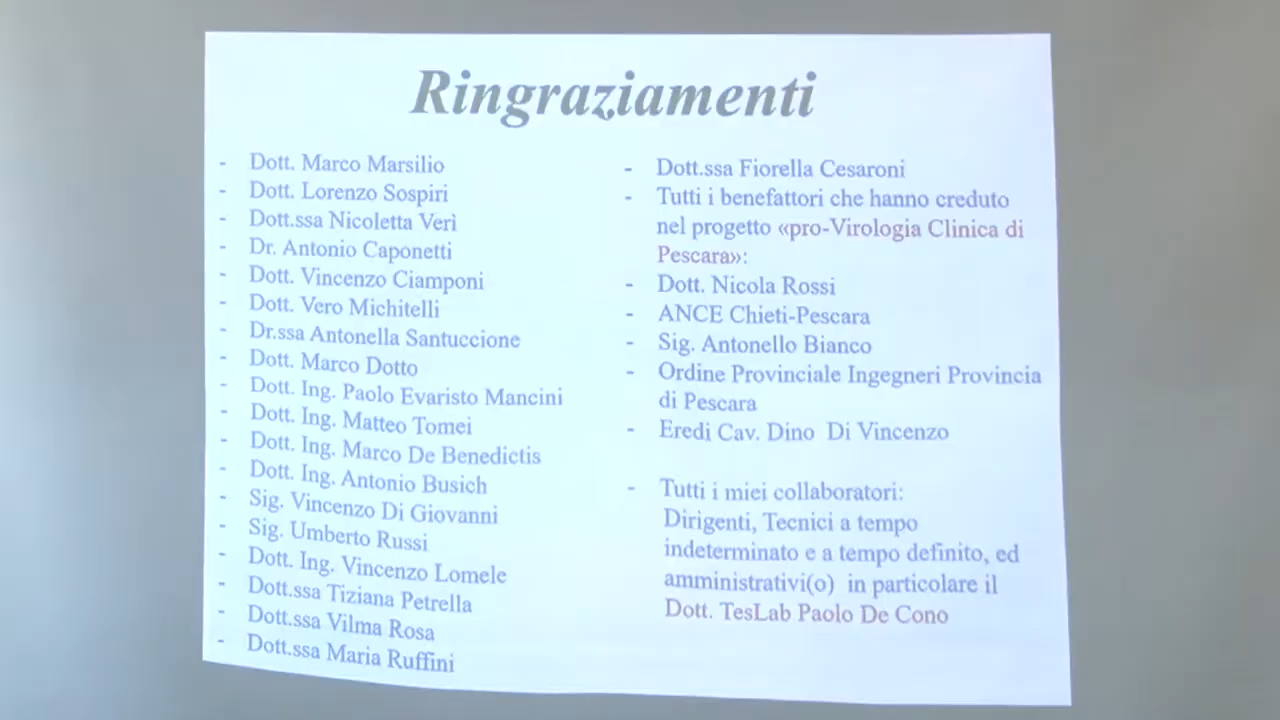 Ringraziamenti
- Dott. Marco Marsilio
- Dott. Lorenzo Sospiri
- Dott.ssa Nicoletta Verì
- Dr. Antonio Caponetti
- Dott. Vincenzo Ciamponi
- Dott. Vero Michitelli
- Dr.ssa Antonella Santuccione
- Dott. Marco Dotto
- Dott. Ing. Paolo Evaristo Mancini
- Dott. Ing. Matteo Tomei
- Dott. Ing. Marco De Benedictis
- Dott. Ing. Antonio Busich
- Sig. Vincenzo Di Giovanni
- Sig. Umberto Russi
- Dott. Ing. Vincenzo Lomele
- Dott.ssa Tiziana Petrella
- Dott.ssa Vilma Rosa
- Dott.ssa Maria Ruffini
- Dott.ssa Fiorella Cesaroni
- Tutti i benefattori che hanno creduto
nel progetto «pro-Virologia Clinica di
Pescara»:
- Dott. Nicola Rossi
- ANCE Chieti-Pescara
- Sig. Antonello Bianco
- Ordine Provinciale Ingegneri Provincia
di Pescara
- Eredi Cav. Dino Di Vincenzo
- Tutti i miei collaboratori:
Dirigenti, Tecnici a tempo
indeterminato e a tempo definito, ed
amministrativi(o) in particolare il
Dott. TesLab Paolo De Cono